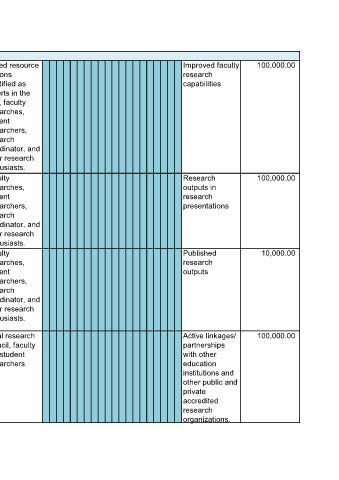 ed resource
ons
tified as
rts in the
, faculty
arches,
ent
archers,
arch
dinator, and
r research
usiasts.
Improved faculty
research
capabilities
100,000.00
ulty
arches,
ent
archers,
arch
dinator, and
r research
usiasts.
Research
outputs in
research
presentations
100,000.00
ulty
arches,
ent
archers,
arch
dinator, and
r research
usiasts.
Published
research
outputs
10,000.00
al research
ncil, faculty
student
archers
Active linkages/
partnerships
with other
education
institutions and
other public and
private
accredited
research
organizations.
100,000.00